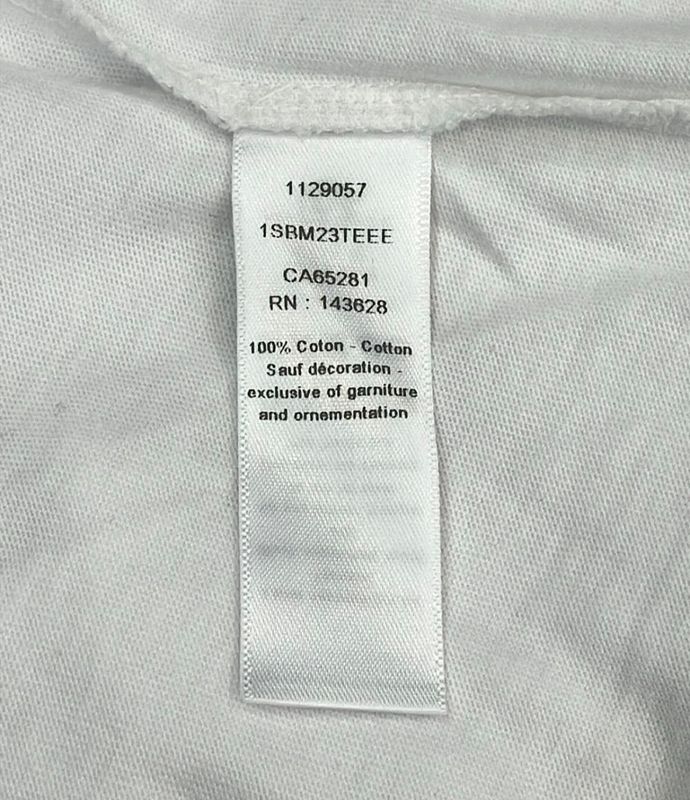 1129057
1SBM23TEEE
CA65281
RN : 143628
100% Coton - Cotton
Sauf décoration -
exclusive of garniture
and ornementation